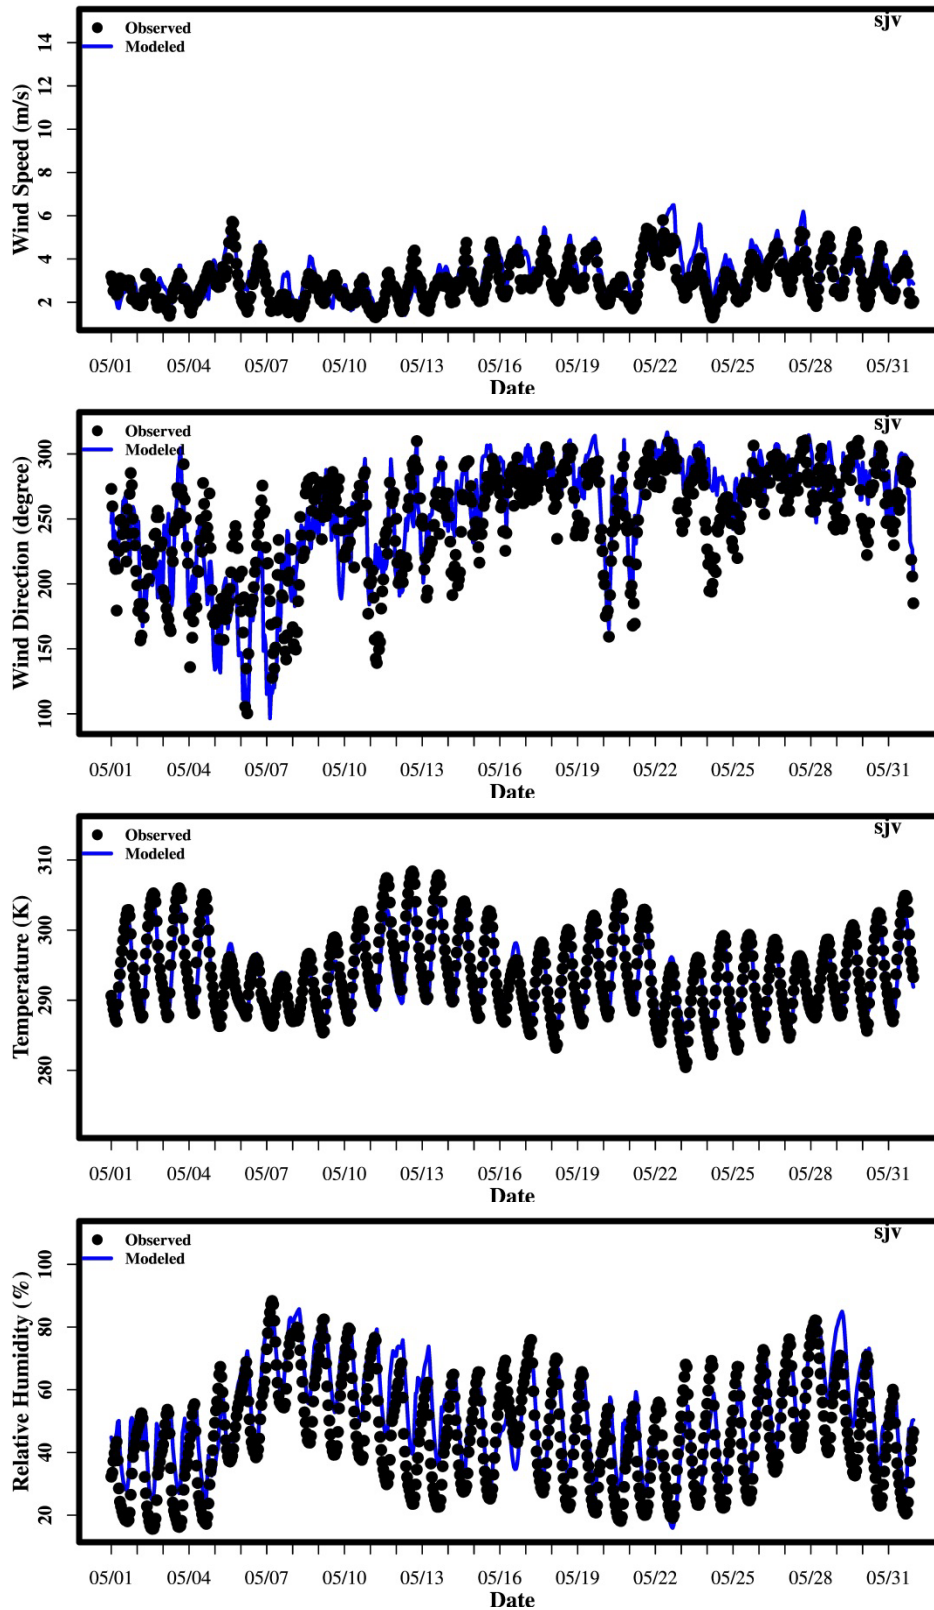 sjv
Observed
Modeled
Wind Speed (m/s)
14
12
10
8
6
4
2
05/01 05/04 05/07 05/10 05/13 05/16 05/19 05/22 05/25 05/28 05/31
Date
sjv
Observed
Modeled
Wind Direction (degree)
300
250
200
150
100
05/01 05/04 05/07 05/10 05/13 05/16 05/19 05/22 05/25 05/28 05/31
Date
sjv
Observed
Modeled
Temperature (K)
310
300
290
280
05/01 05/04 05/07 05/10 05/13 05/16 05/19 05/22 05/25 05/28 05/31
Date
sjv
Observed
Modeled
Relative Humidity (%)
100
80
60
40
20
05/01 05/04 05/07 05/10 05/13 05/16 05/19 05/22 05/25 05/28 05/31
Date